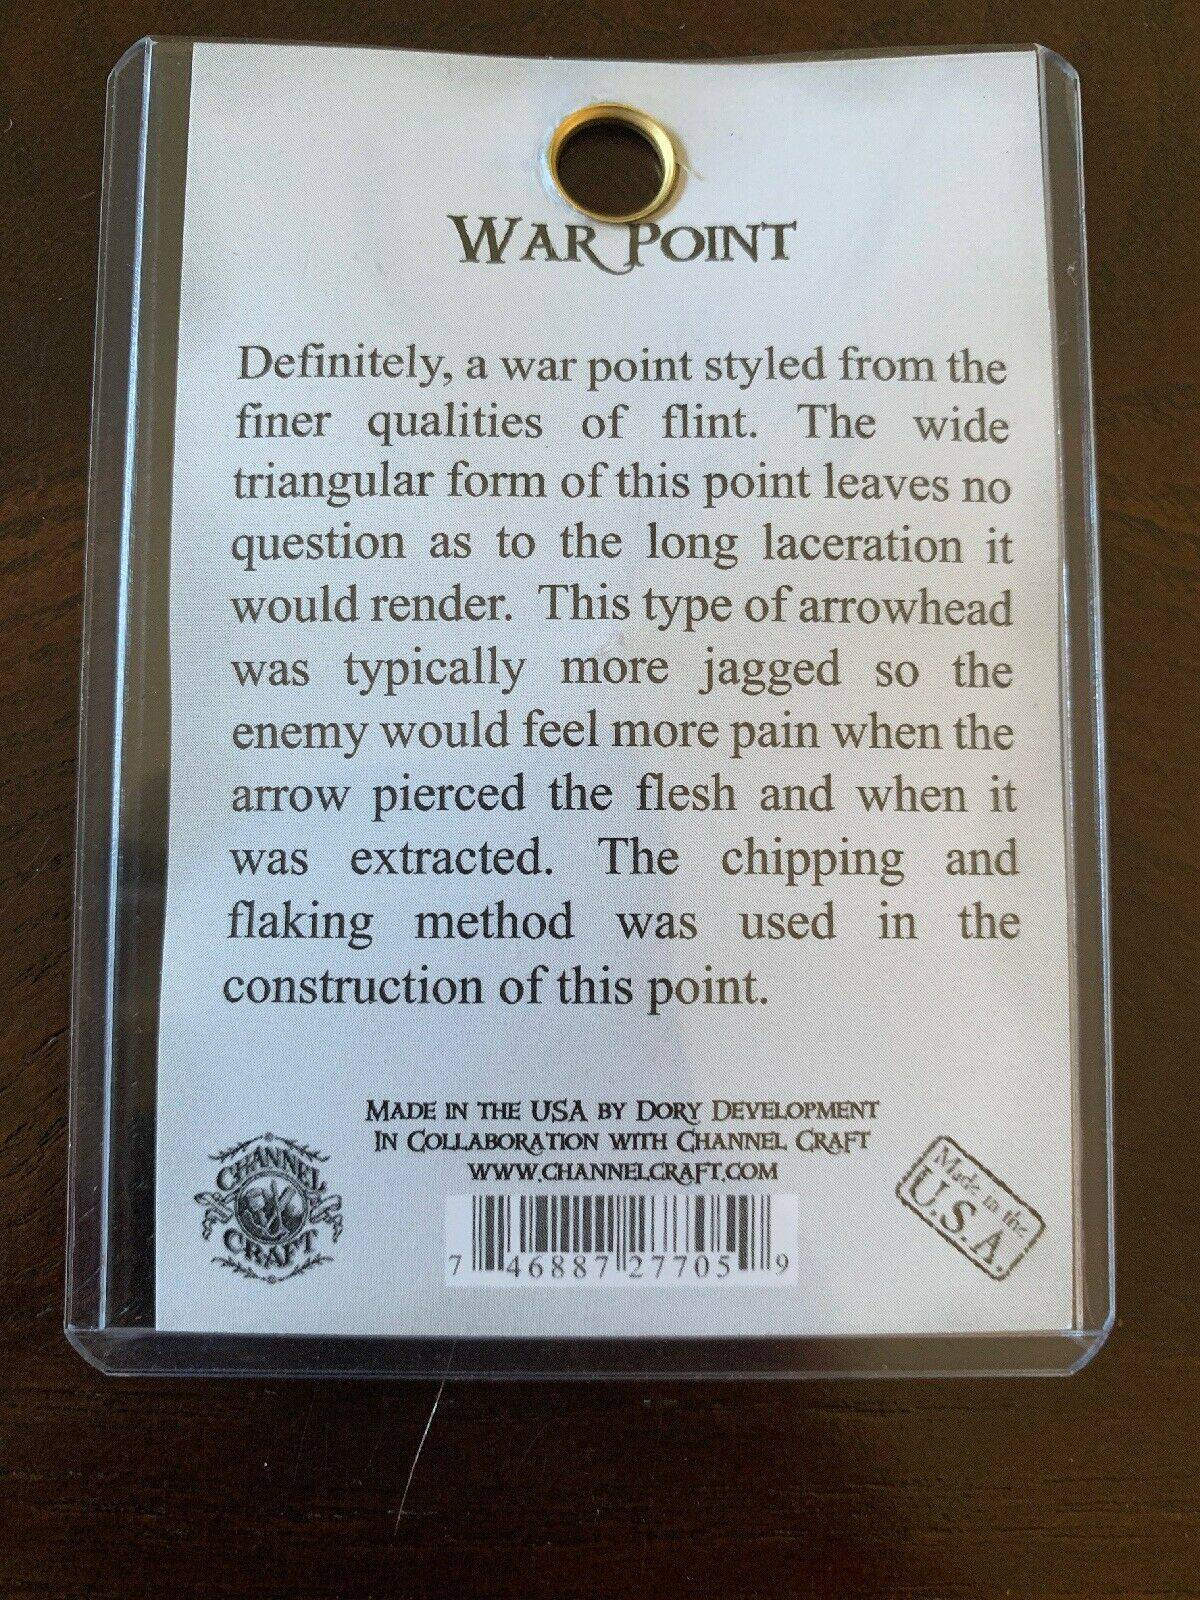 WAR POINT
Definitely, a war point styled from the
finer qualities of flint. The wide
triangular form of this point leaves no
question as to the long laceration it
would render. This type of arrowhead
was typically more jagged so the
enemy would feel more pain when the
arrow pierced the flesh and when it
was extracted. The chipping and
flaking method was used in the
construction of this point.
MADE IN THE USA BY DORY DEVELOPMENT
IN COLLABORATION WITH CHANNEL CRAFT
WWW.CHANNELCRAFT.COM
CHANNEL
CRAFT
7 46887 27705 9
Made in the
U.S.A.